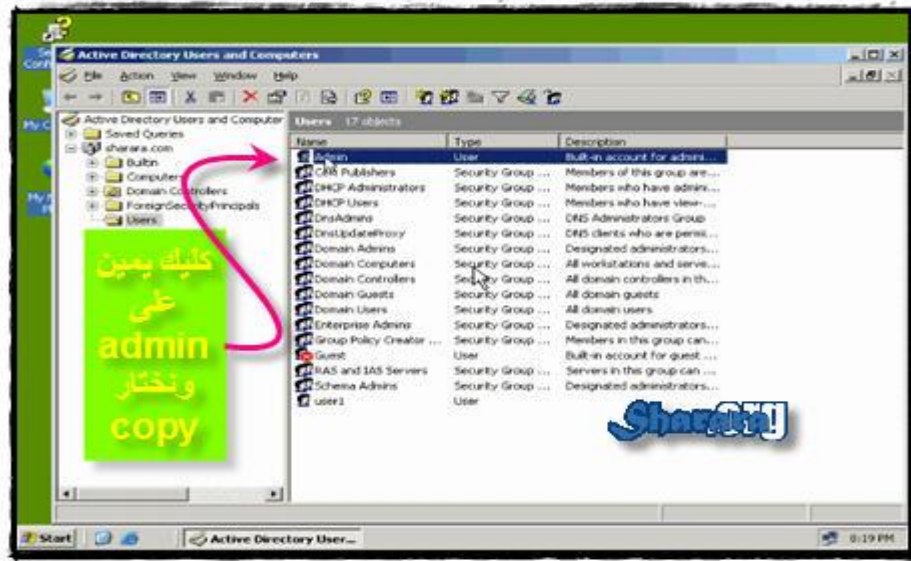 Active Directory Users and Computers
File Action View Window Help
Active Directory Users and Computer
Saved Queries
sharara.com
Builtin
Computers
Domain Controllers
ForeignSecurityPrincipals
Users
Users 17 objects
Name Type Description
Admin User Built-in account for admini...
Cert Publishers Security Group ... Members of this group are...
DHCP Administrators Security Group ... Members who have admini...
DHCP Users Security Group ... Members who have view-...
DnsAdmins Security Group ... DNS Administrators Group
DnsUpdateProxy Security Group ... DNS clients who are permi...
Domain Admins Security Group ... Designated administrators...
Domain Computers Security Group ... All workstations and serve...
Domain Controllers Security Group ... All domain controllers in th...
Domain Guests Security Group ... All domain guests
Domain Users Security Group ... All domain users
Enterprise Admins Security Group ... Designated administrators...
Group Policy Creator ... Security Group ... Members in this group can...
Guest User Built-in account for guest ...
RAS and IAS Servers Security Group ... Servers in this group can ...
Schema Admins Security Group ... Designated administrators...
user1 User
كليك يمين
على
admin
ونختار
copy
Start
Active Directory User...
8:19 PM